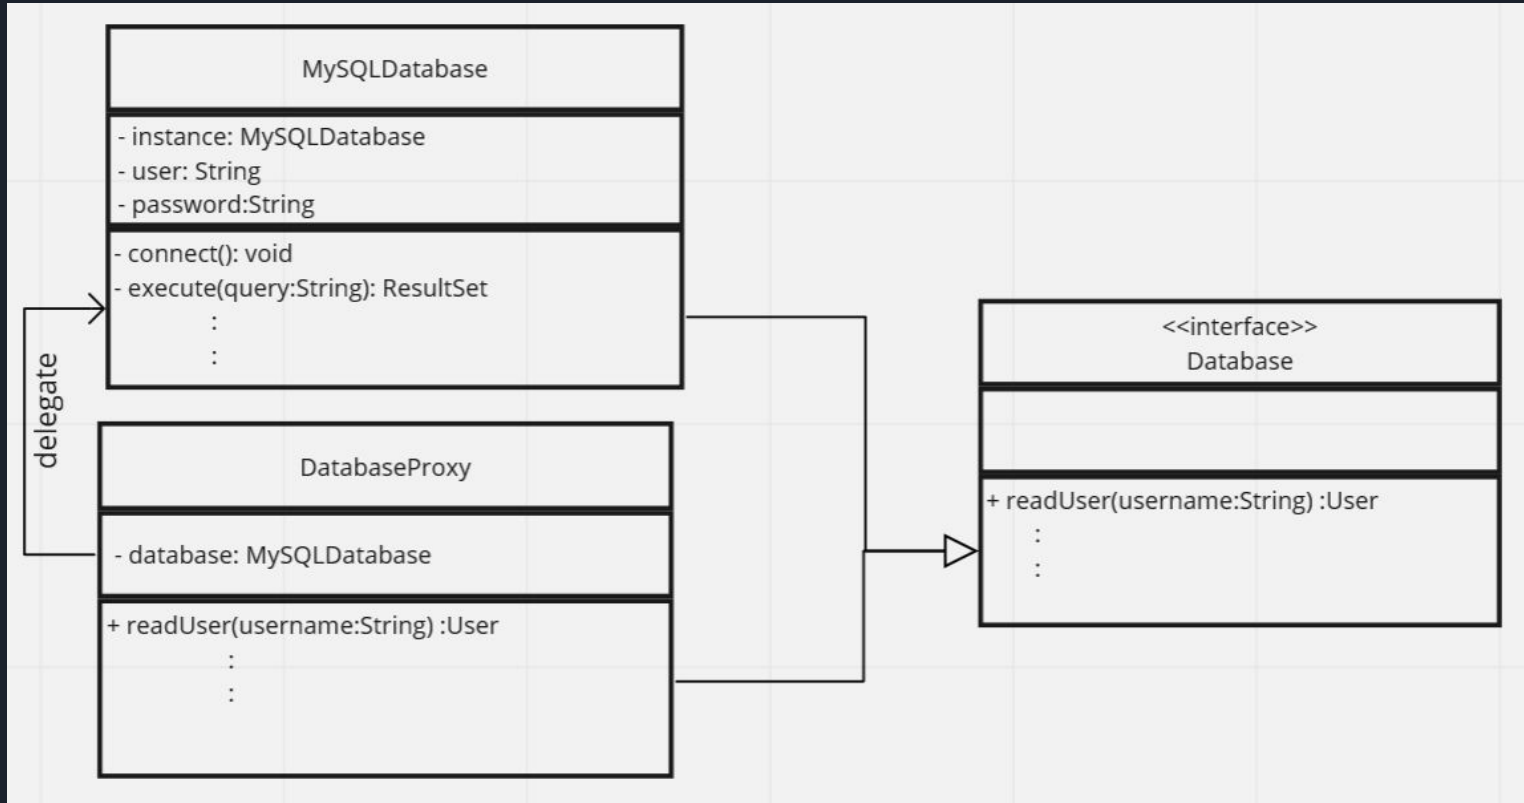 MySQLDatabase
- instance: MySQLDatabase
- user: String
- password:String
- connect(): void
- execute(query:String): ResultSet
:
:
delegate
DatabaseProxy
- database: MySQLDatabase
+ readUser(username:String) :User
:
:
<<interface>>
Database
+ readUser(username:String) :User
:
: